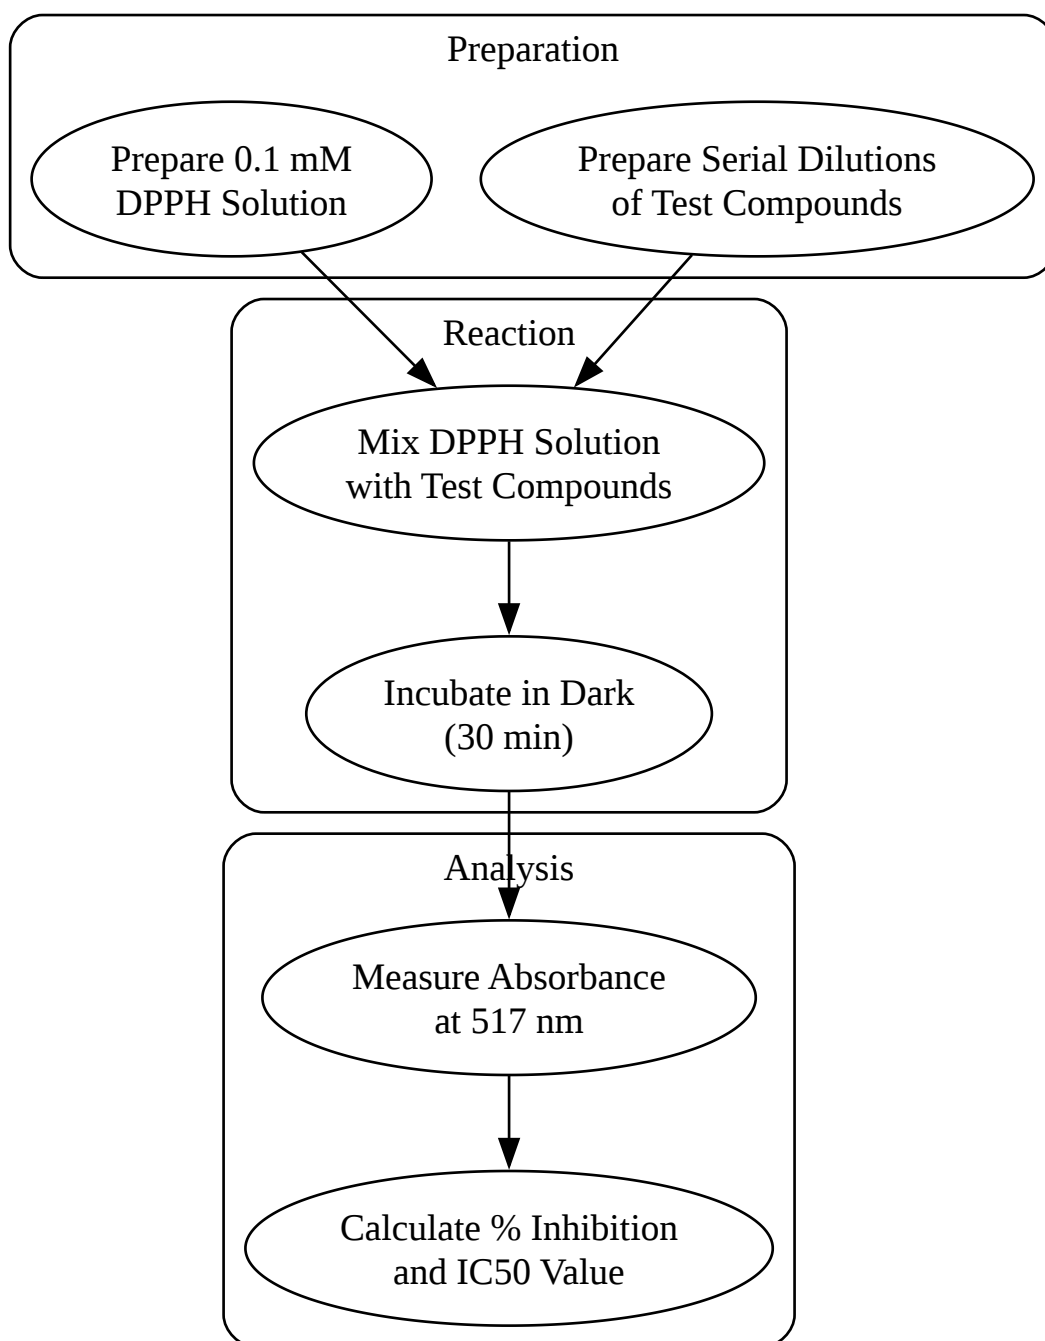 Preparation
Prepare 0.1 mM
DPPH Solution
Prepare Serial Dilutions
of Test Compounds
Reaction
Mix DPPH Solution
with Test Compounds
Incubate in Dark
(30 min)
Analysis
Measure Absorbance
at 517 nm
Calculate % Inhibition
and IC50 Value